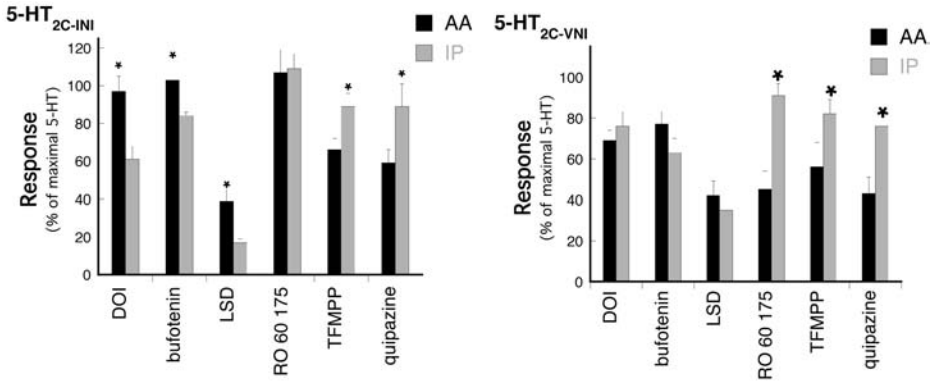 5-HT2C-INI
AA
IP
Response
(% of maximal 5-HT)
120
100
80
60
40
20
0
* * * * *
DOI
bufotenin
LSD
RO 60 175
TFMPP
quipazine
5-HT2C-VNI
AA
IP
Response
(% of maximal 5-HT)
100
80
60
40
20
0
* * *
DOI
bufotenin
LSD
RO 60 175
TFMPP
quipazine